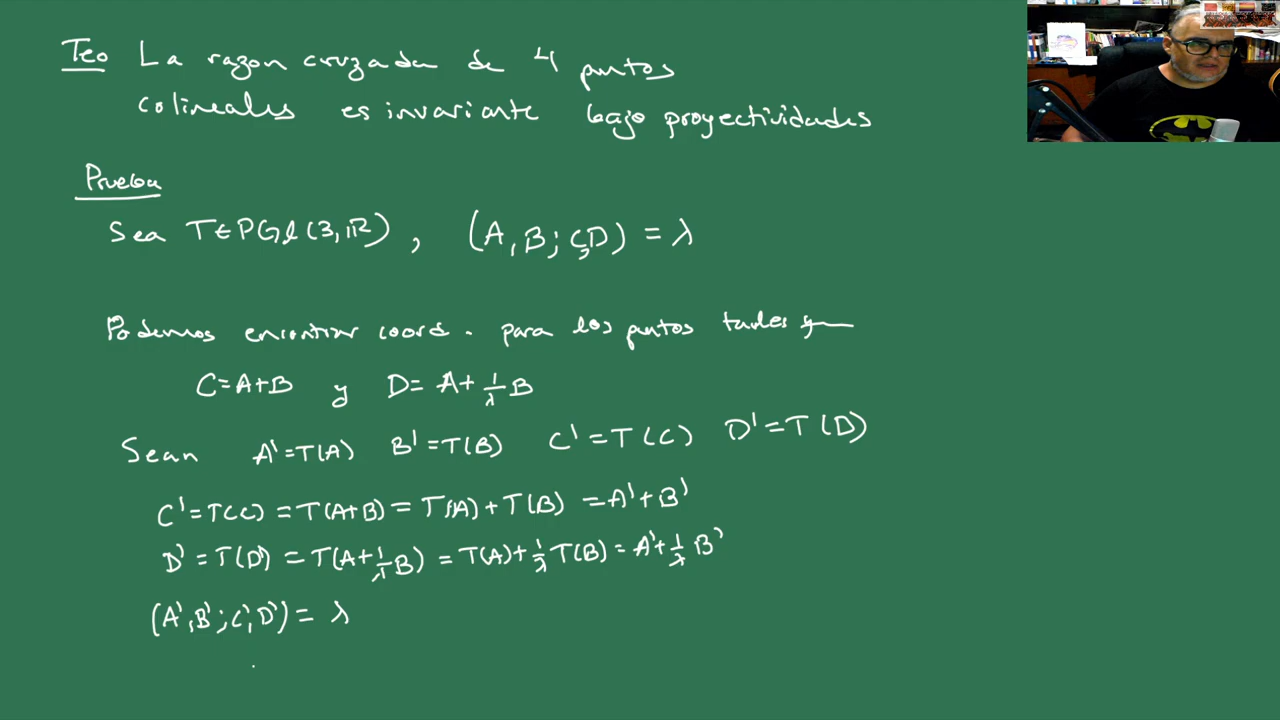 Teo La razon cruzada de 4 puntos
colineales es invariante bajo proyectividades
Prueba
Sea T∈PGl(3,ℝ), (A,B;C,D) = λ
Podemos encontrar coord. para los puntos tales
C=A+B y D= A+1/λ B
Sean A'=T(A) B'=T(B) C'=T(C) D'=T(D)
C'=T(C)=T(A+B)=T(A)+T(B)=A'+B'
D'=T(D)=T(A+1/λ B)=T(A)+1/λ T(B)=A'+1/λ B'
(A',B';C',D')= λ